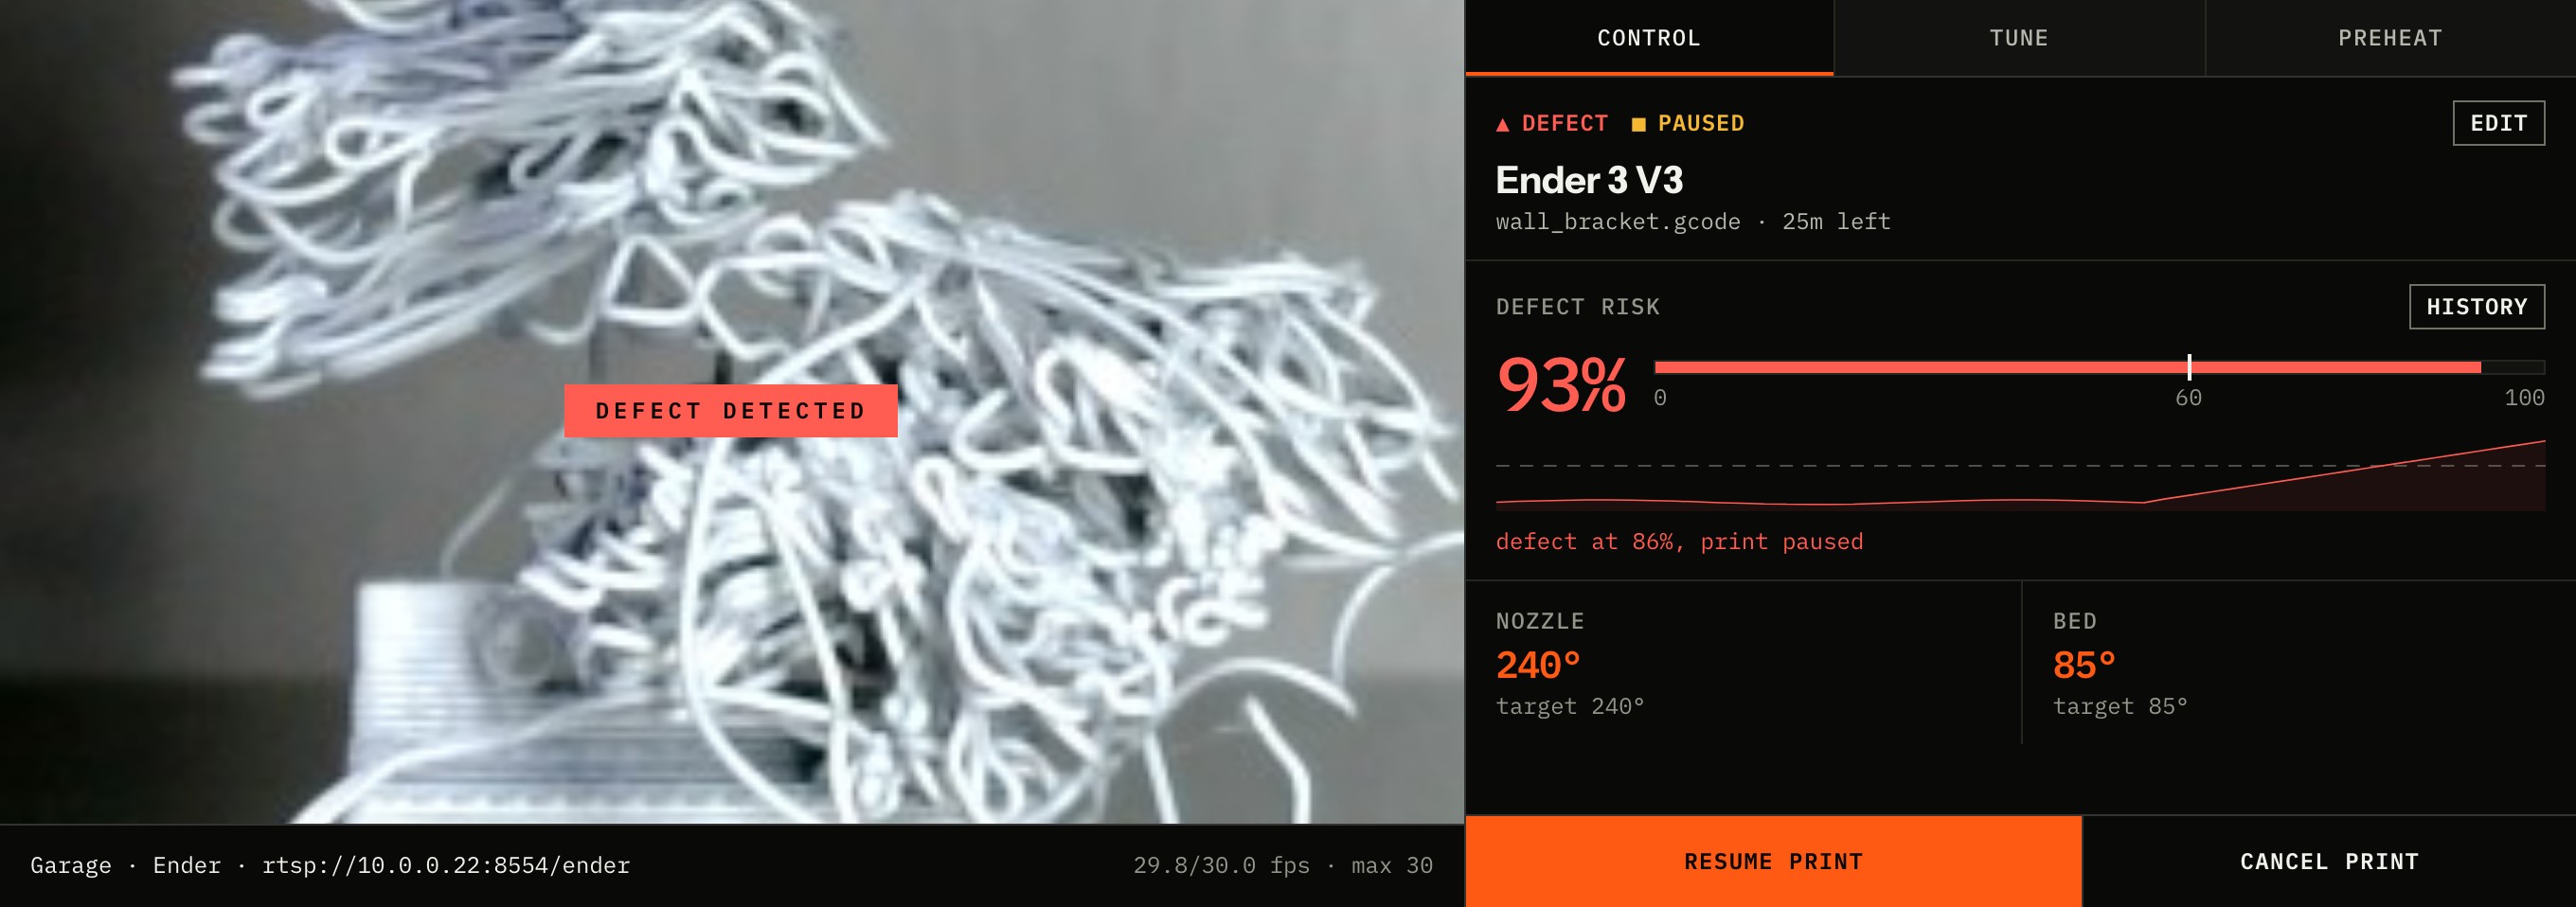 DEFECT DETECTED
Garage · Ender · rtsp://10.0.0.22:8554/ender
29.8/30.0 fps · max 30
CONTROL
TUNE
PREHEAT
▲ DEFECT ■ PAUSED
EDIT
Ender 3 V3
wall_bracket.gcode · 25m left
DEFECT RISK
HISTORY
93%
0
60
100
defect at 86%, print paused
NOZZLE
240°
target 240°
BED
85°
target 85°
RESUME PRINT
CANCEL PRINT